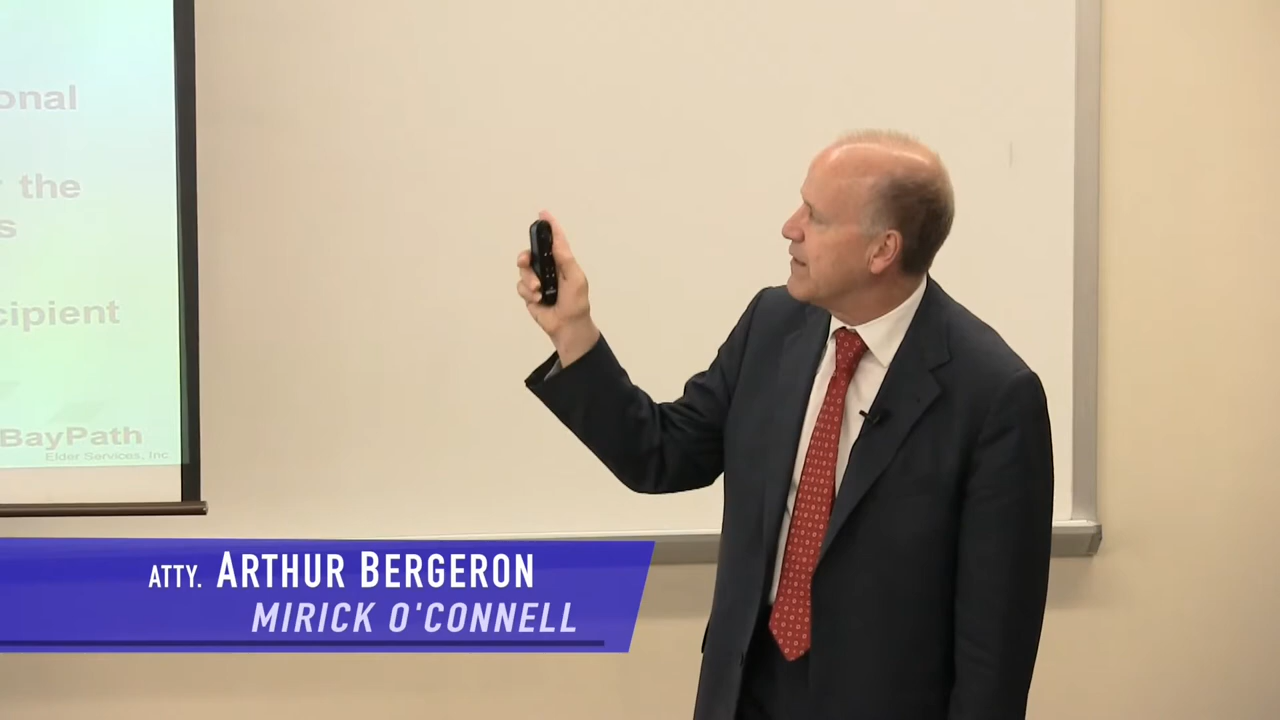 onal
the
s
cipient
BayPath
Elder Services, Inc
ATTY. ARTHUR BERGERON
MIRICK O'CONNELL